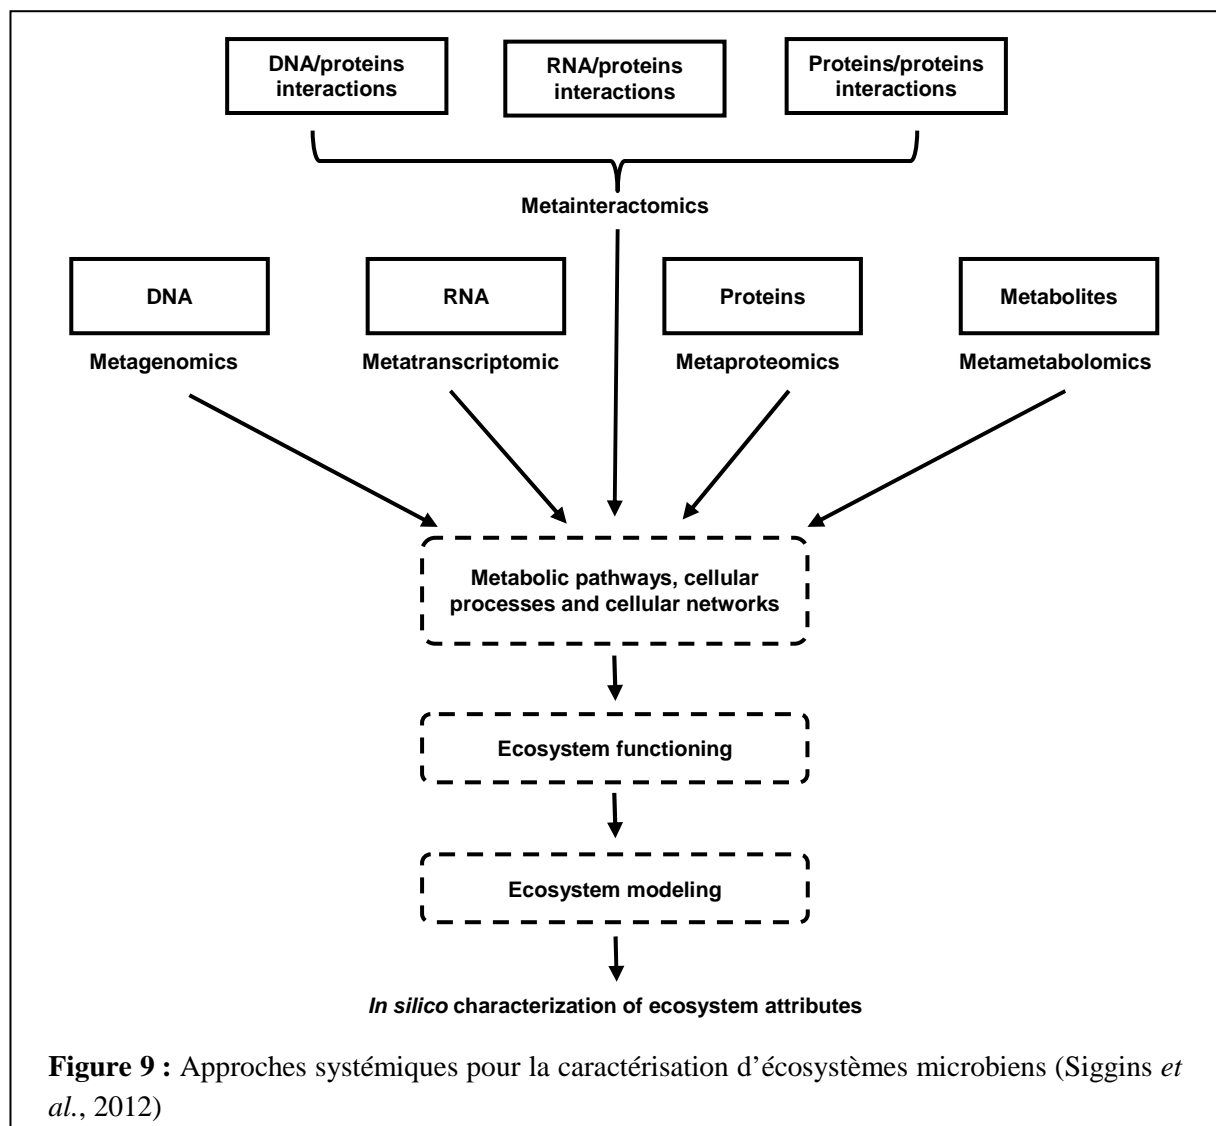 DNA/proteins
interactions
RNA/proteins
interactions
Proteins/proteins
interactions
Metainteractomics
DNA
RNA
Proteins
Metabolites
Metagenomics
Metatranscriptomic
Metaproteomics
Metametabolomics
Metabolic pathways, cellular
processes and cellular networks
Ecosystem functioning
Ecosystem modeling
In silico characterization of ecosystem attributes
Figure 9 : Approches systémiques pour la caractérisation d’écosystèmes microbiens (Siggins et
al., 2012)